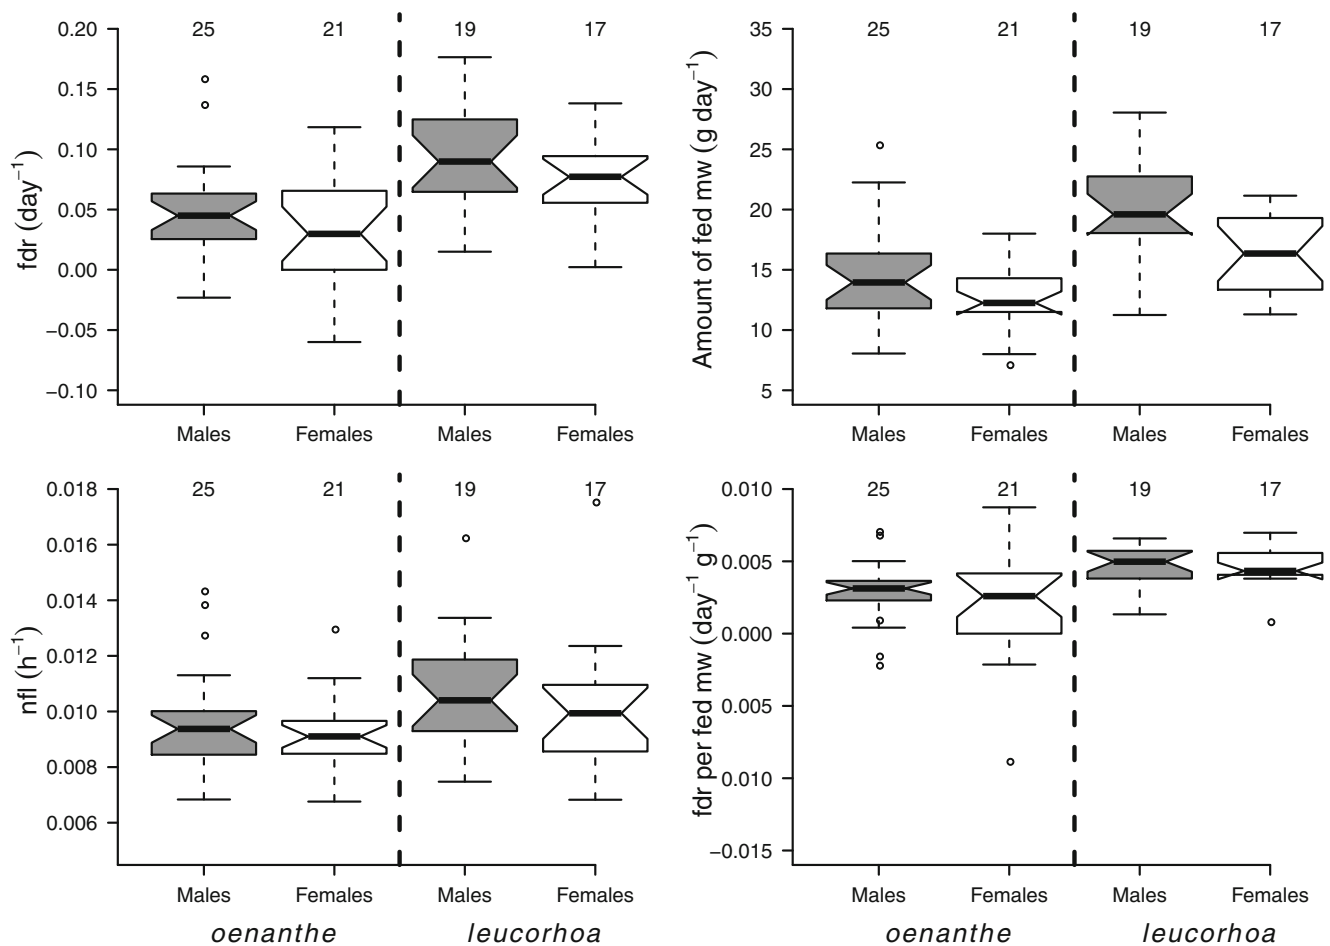 25 21 19 17
0.20
0.15
0.10
0.05
0.00
−0.05
−0.10
fdr (day−1)
Males Females Males Females
25 21 19 17
35
30
25
20
15
10
5
Amount of fed mw (g day−1)
Males Females Males Females
25 21 19 17
0.018
0.016
0.014
0.012
0.010
0.008
0.006
nfl (h−1)
Males Females Males Females
oenanthe leucorhoa
25 21 19 17
0.010
0.005
0.000
0.005
0.010
−0.015
fdr per fed mw (day−1 g−1)
Males Females Males Females
oenanthe leucorhoa